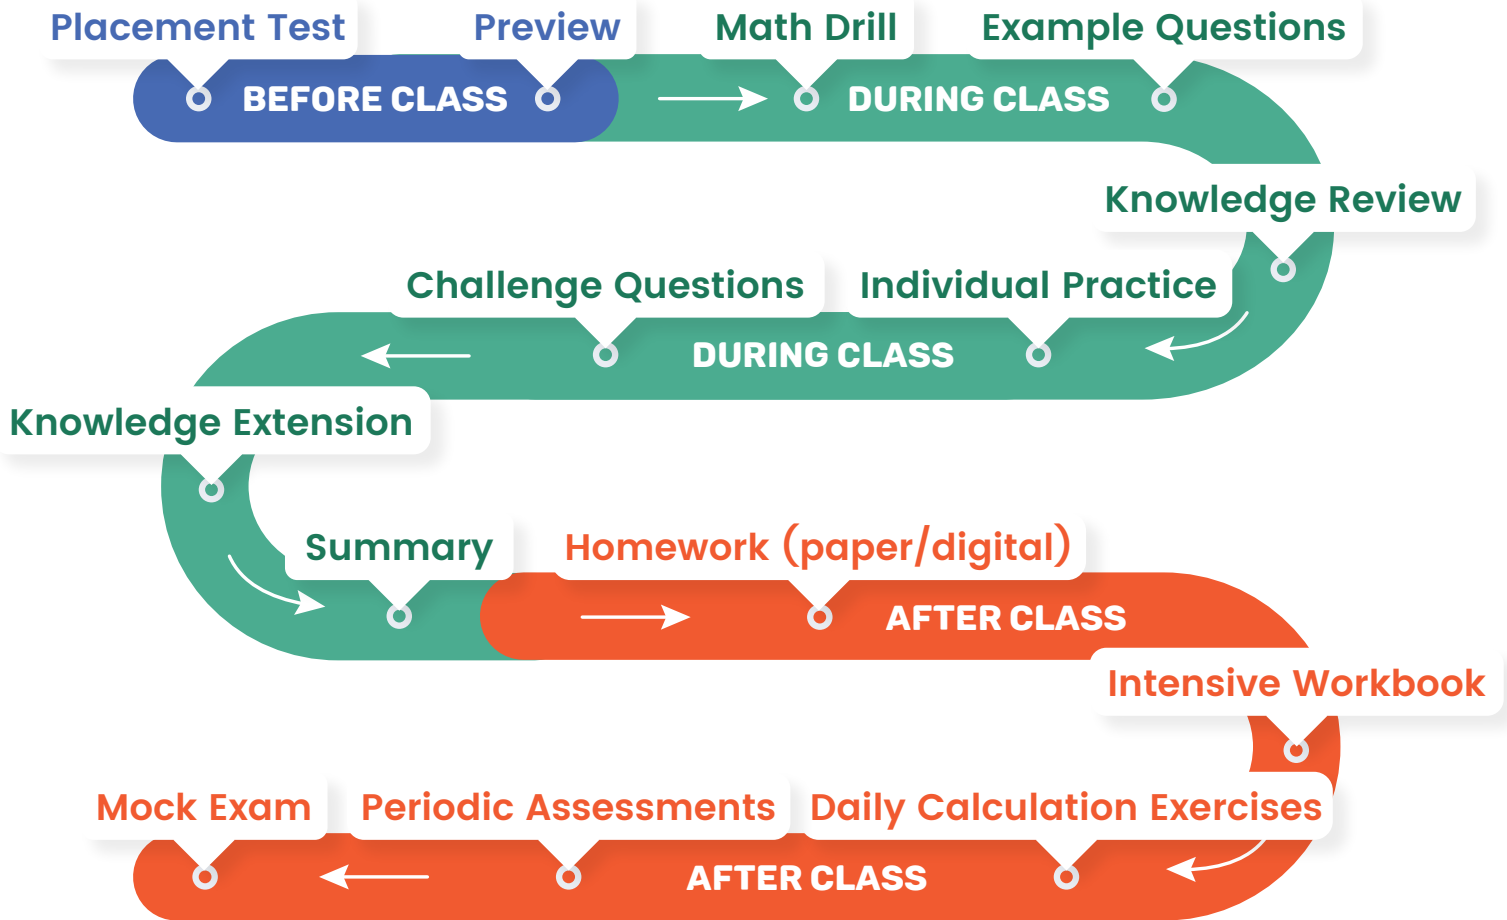 Placement Test
Preview
Math Drill
Example Questions
BEFORE CLASS
DURING CLASS
Knowledge Review
Challenge Questions
Individual Practice
DURING CLASS
Knowledge Extension
Summary
Homework (paper/digital)
AFTER CLASS
Intensive Workbook
Mock Exam
Periodic Assessments
Daily Calculation Exercises
AFTER CLASS